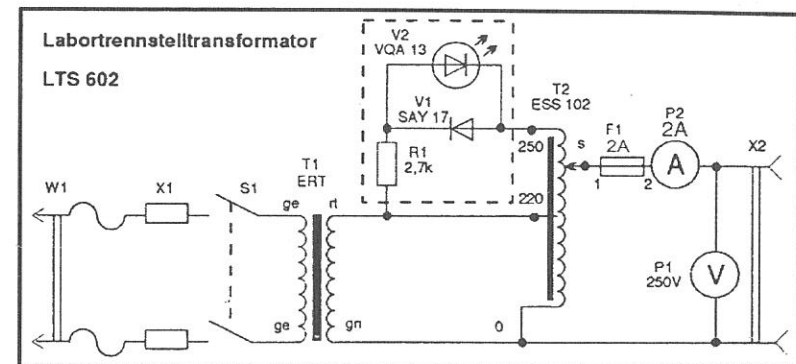 Labortrennstelltransformator
LTS 602
V2
VQA 13
V1
SAY 17
R1
2,7k
T2
ESS 102
250
220
0
s
F1
2A
1
2
P2
2A
A
X2
W1
X1
S1
T1
ERT
ge
rt
ge
gn
P1
250V
V